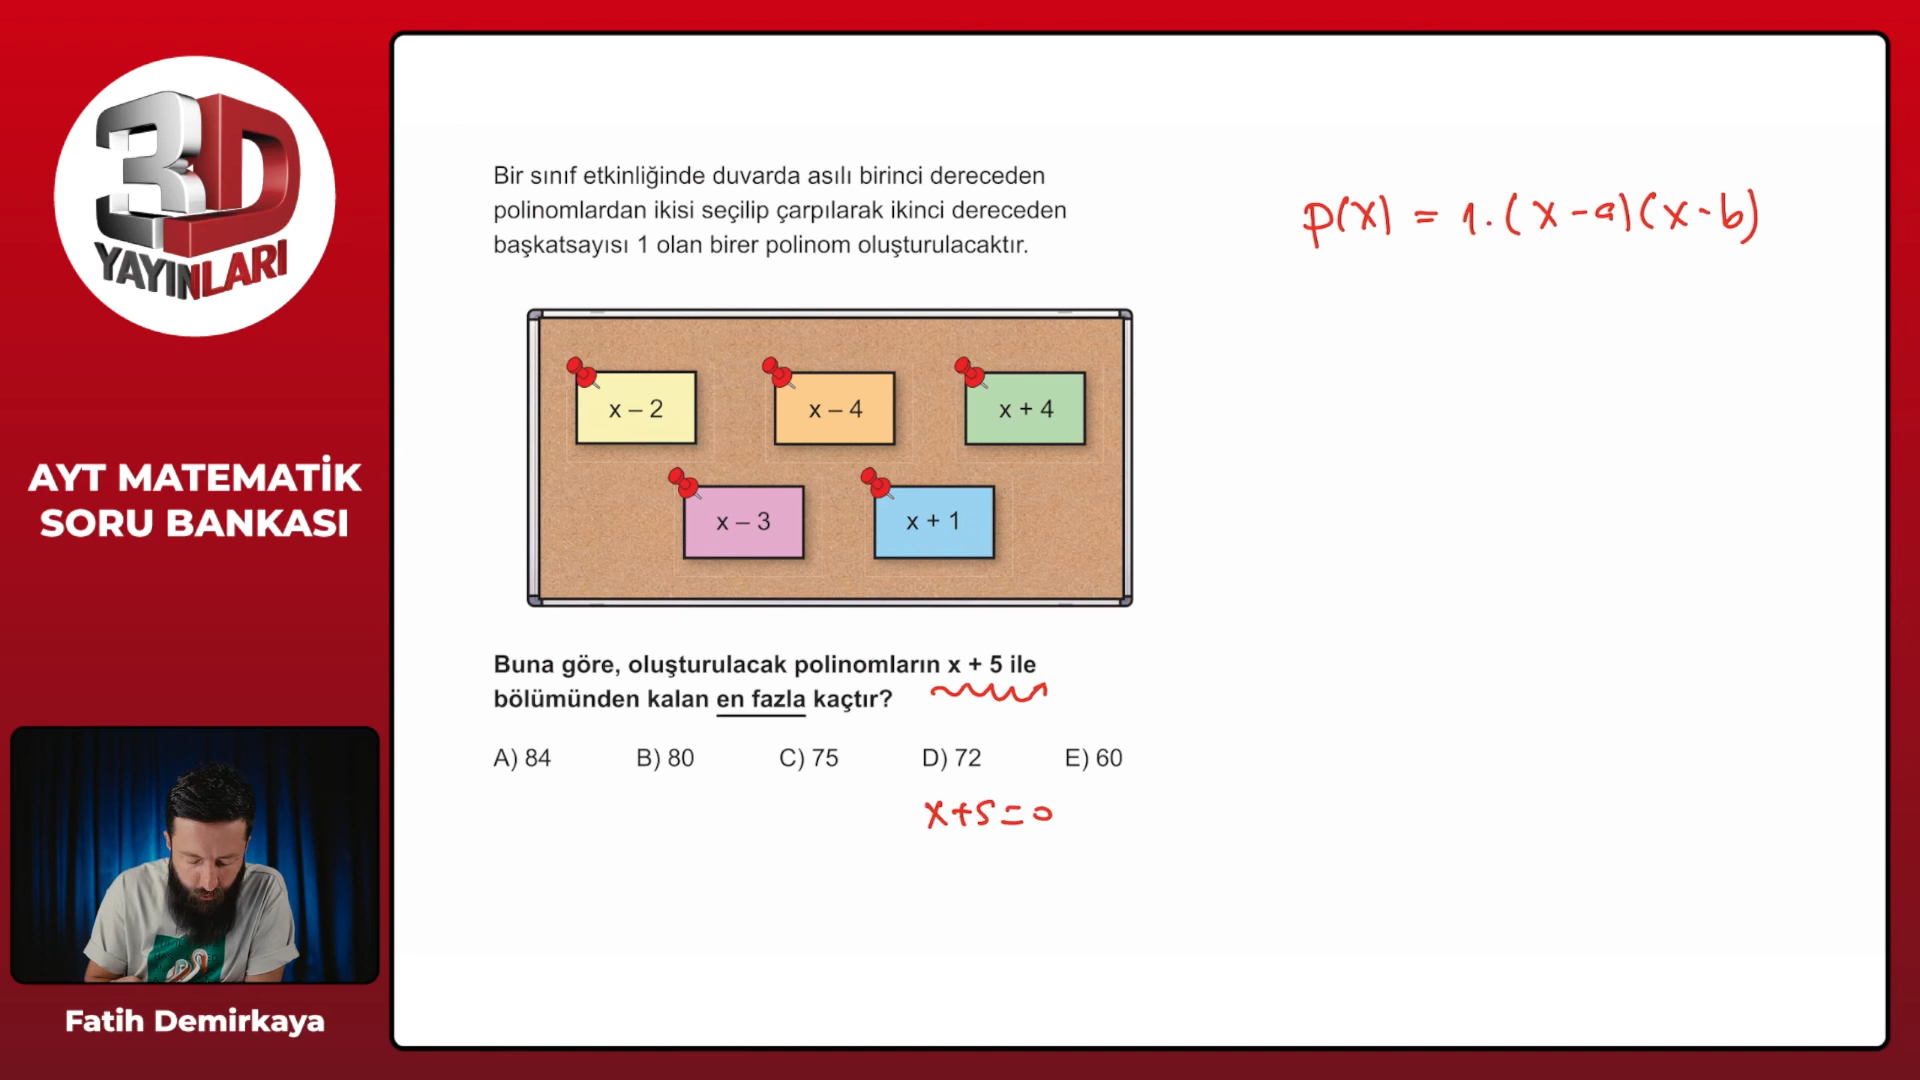 3D
YAYINLARI
AYT MATEMATİK
SORU BANKASI
Fatih Demirkaya
Bir sınıf etkinliğinde duvarda asılı birinci dereceden
polinomlardan ikisi seçilip çarpılarak ikinci dereceden
başkatsayısı 1 olan birer polinom oluşturulacaktır.
P(x) = 1.(x-a)(x-b)
x – 2
x – 4
x + 4
x – 3
x + 1
Buna göre, oluşturulacak polinomların x + 5 ile
bölümünden kalan en fazla kaçtır?
A) 84 B) 80 C) 75 D) 72 E) 60
x+5=0